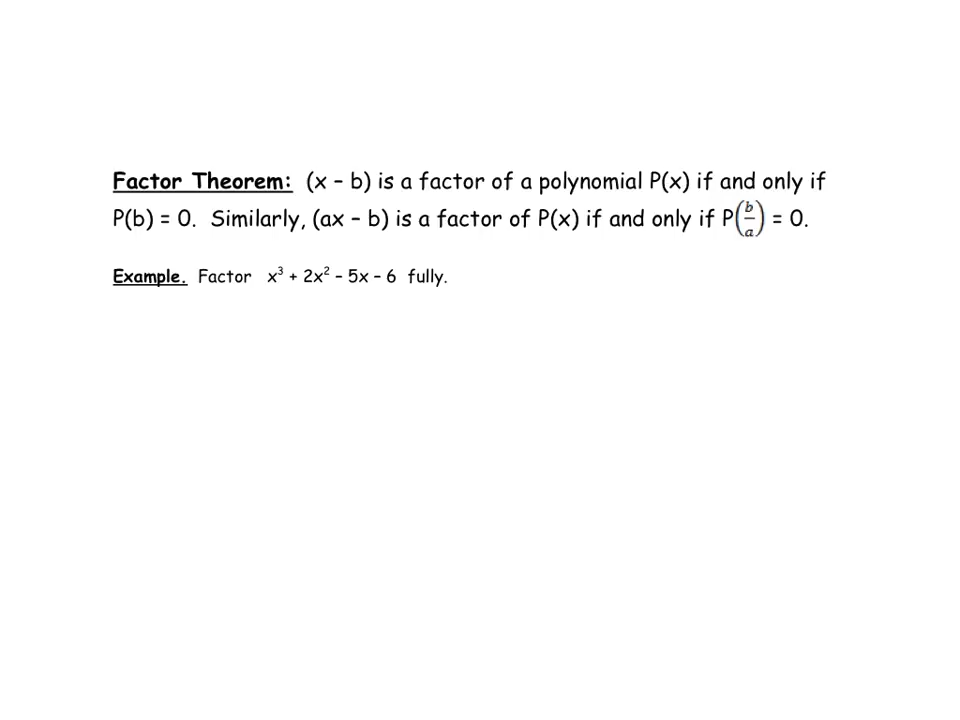 Factor Theorem: (x – b) is a factor of a polynomial P(x) if and only if
P(b) = 0. Similarly, (ax – b) is a factor of P(x) if and only if P(b/a) = 0.
Example. Factor x³ + 2x² – 5x – 6 fully.